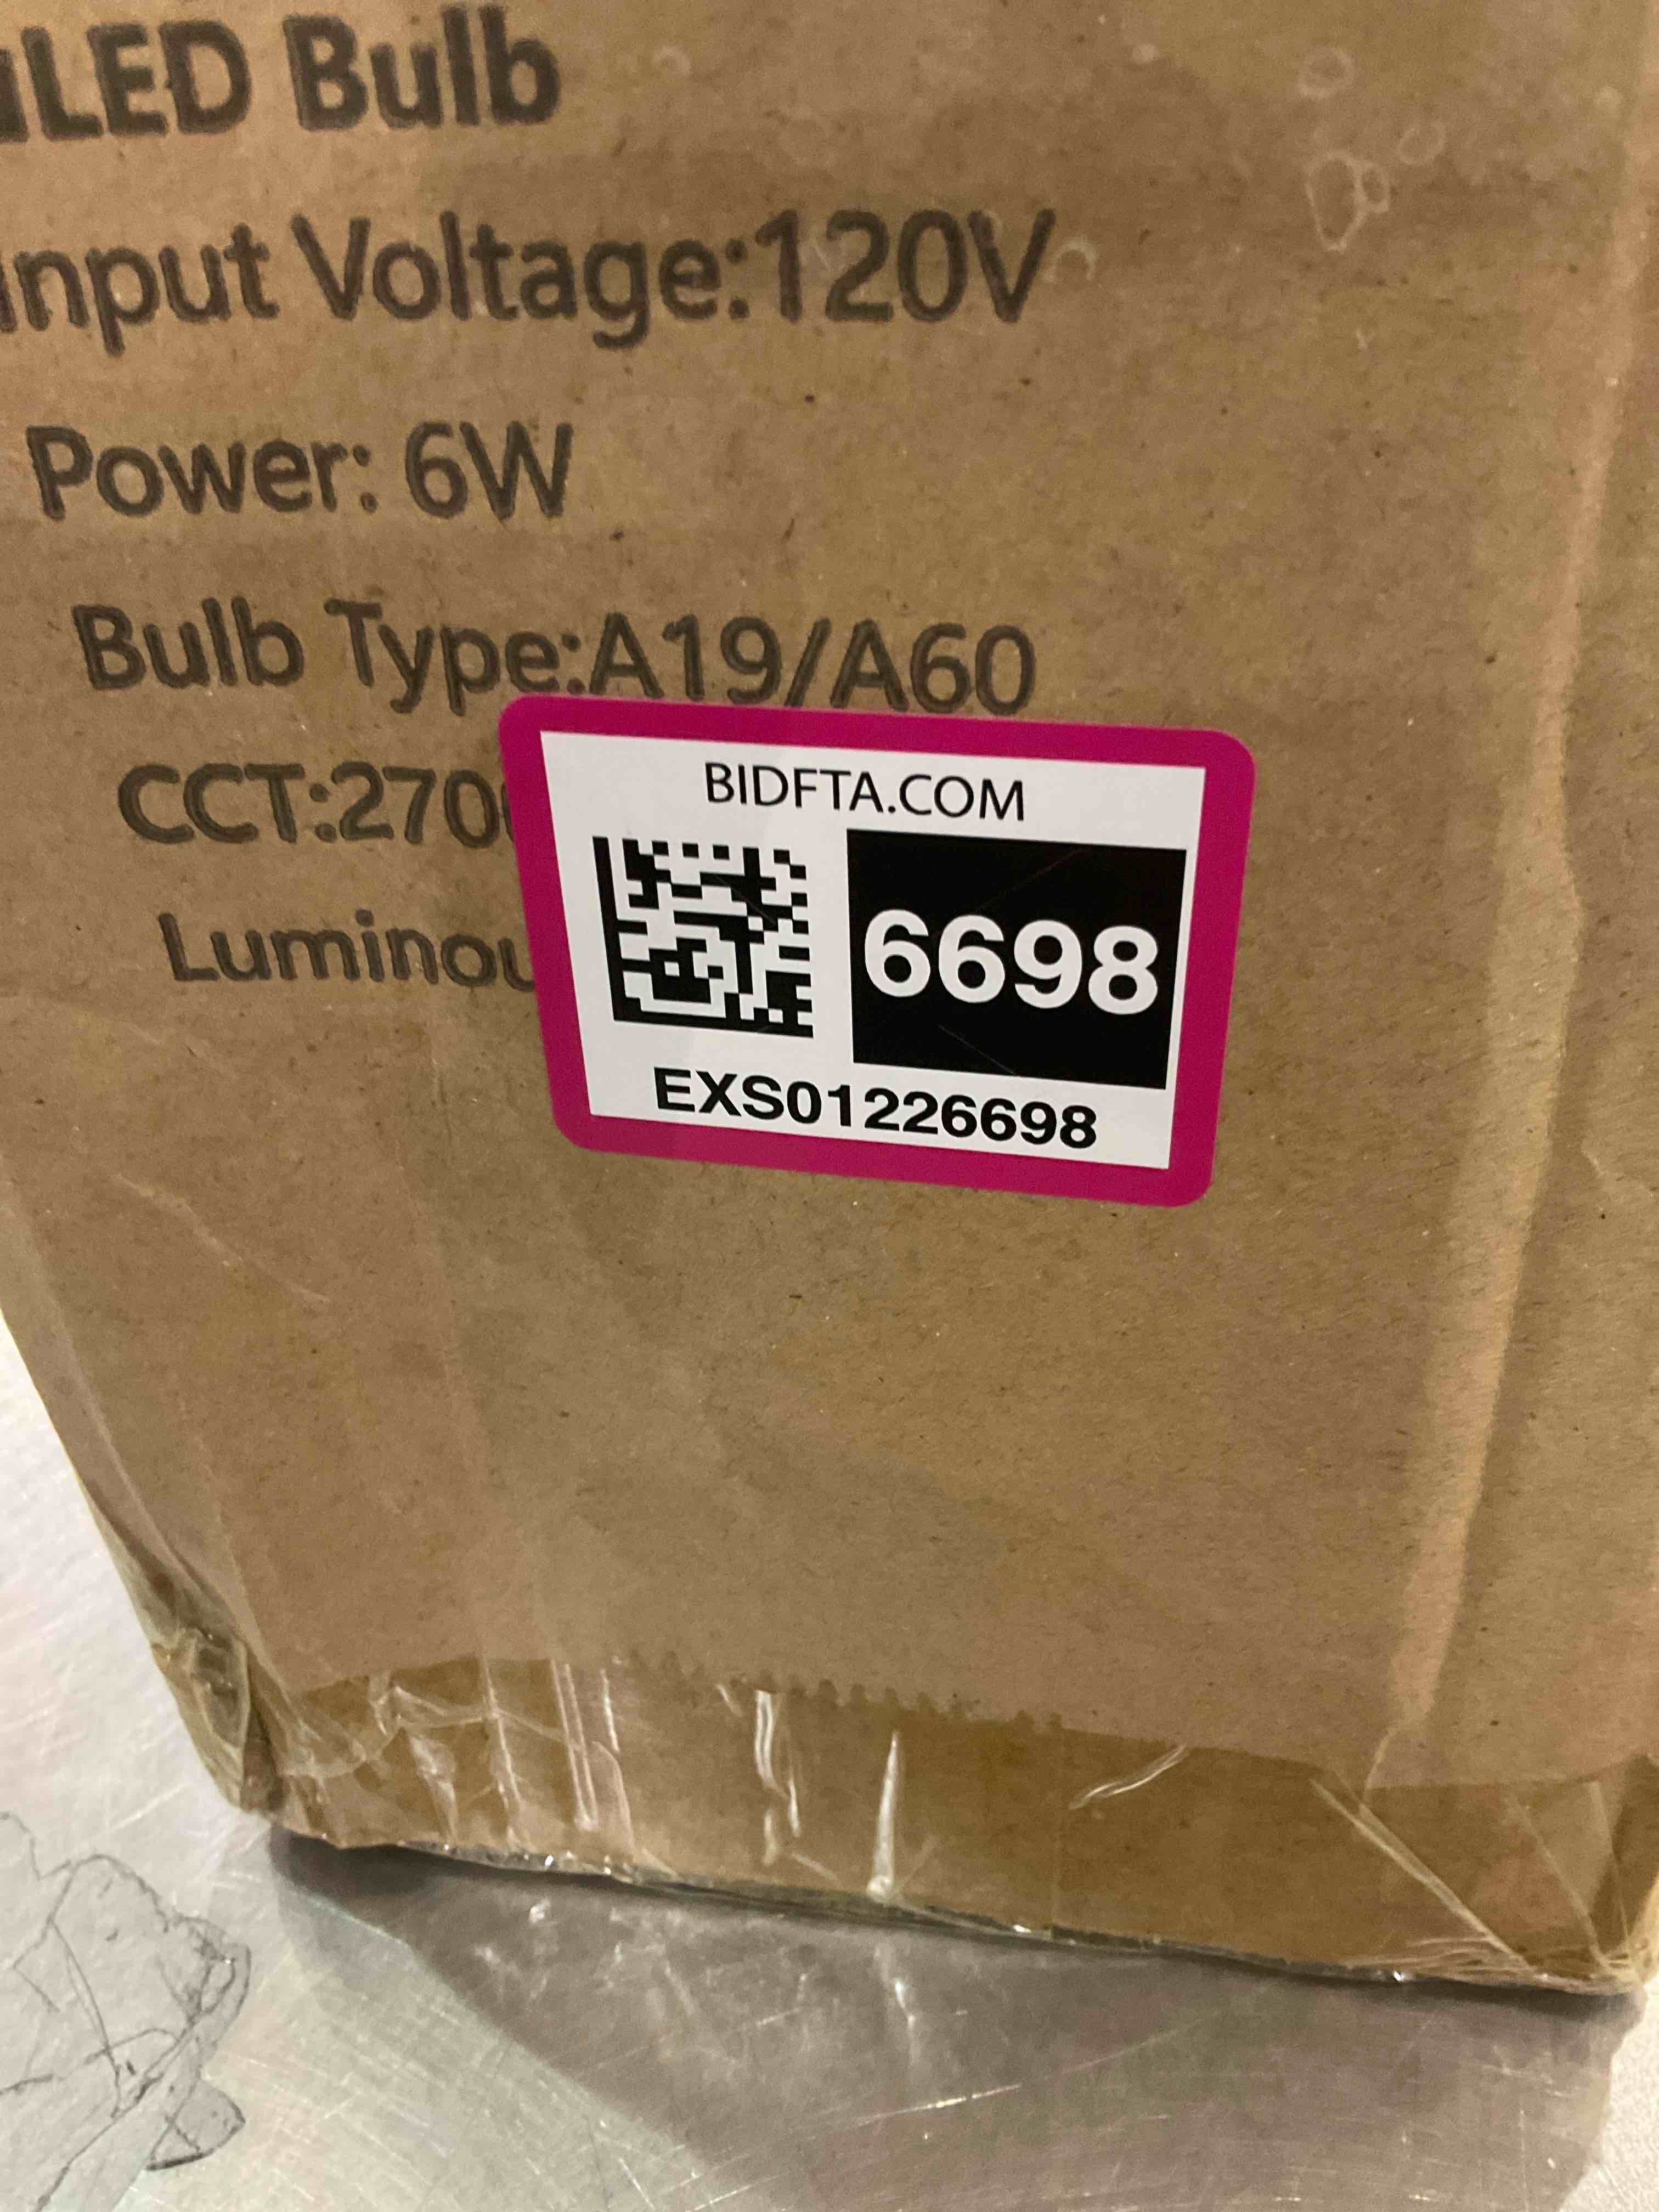 LED Bulb
Input Voltage:120V
Power: 6W
Bulb Type:A19/A60
CCT:270
Luminou
BIDFTA.COM
6698
EXS01226698